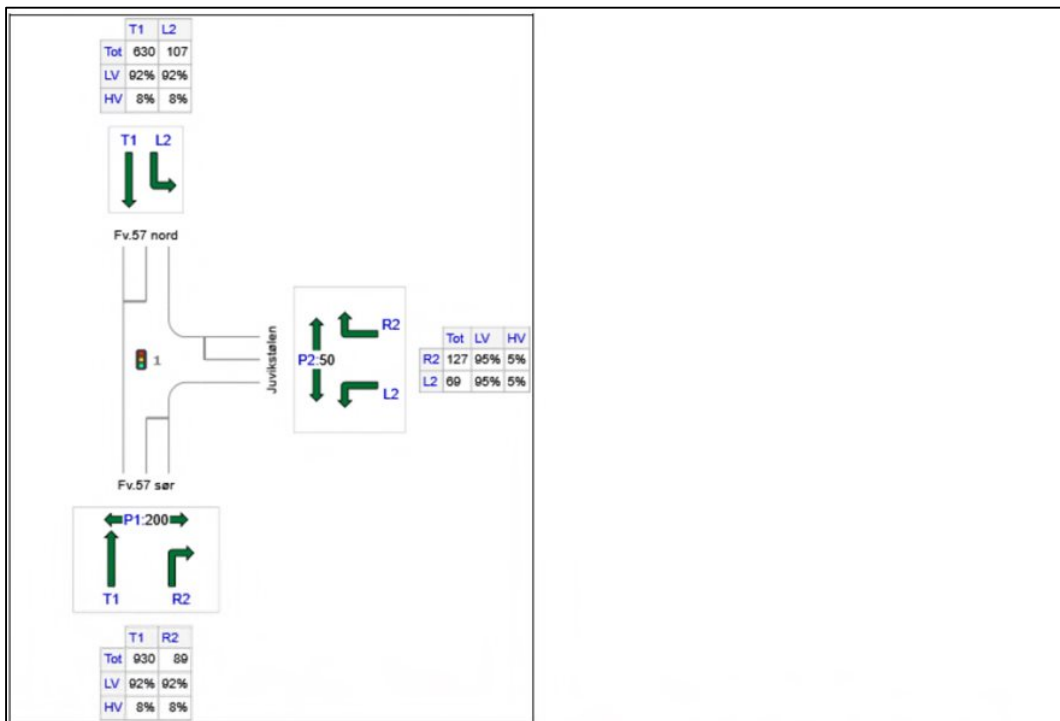 T1 L2
Tot 630 107
LV 92% 92%
HV 8% 8%
T1 L2
Fv.57 nord
Juvikstølen
1
P2:50
R2
L2
Tot LV HV
R2 127 95% 5%
L2 69 95% 5%
Fv.57 sør
P1:200
T1 R2
T1 R2
Tot 930 89
LV 92% 92%
HV 8% 8%